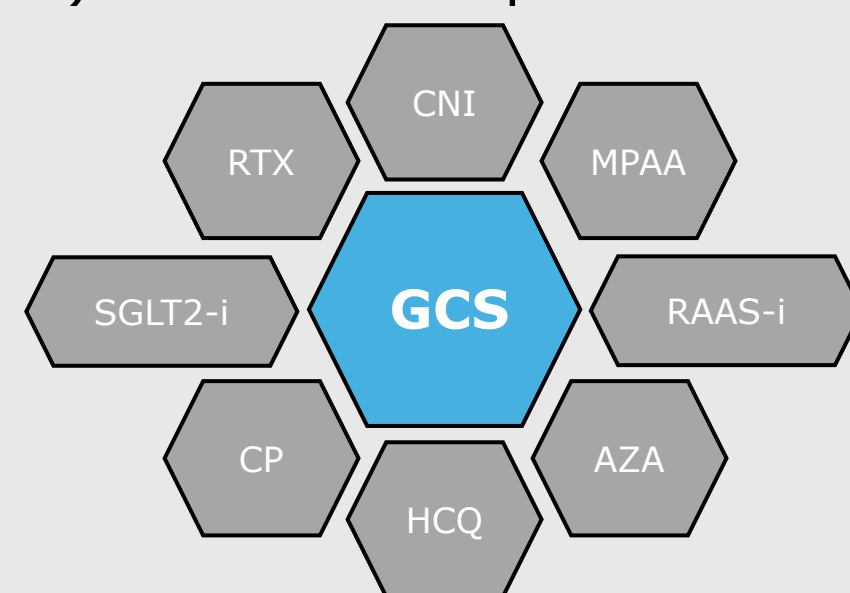 CNI
RTX
MPAA
GCS
SGLT2-i
RAAS-i
CP
AZA
HCQ